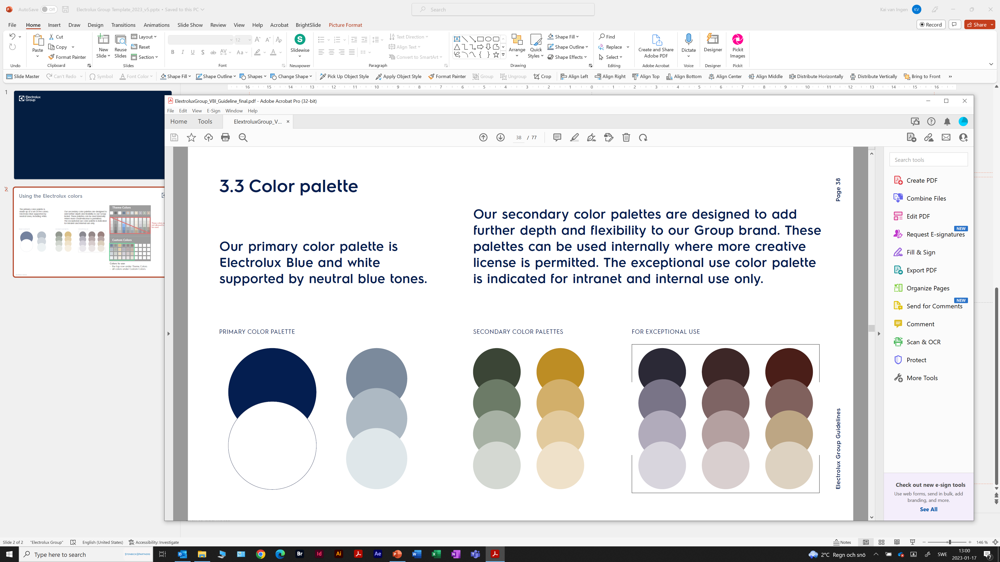 AutoSave Off Electrolux Group Template_2023_v5.pptx • Saved to this PC Search Kai van Ingen KV
File Home Insert Draw Design Transitions Animations Slide Show Review View Help Acrobat BrightSlide Picture Format Record Share
Paste Cut Copy Format Painter New Slide Reuse Slides Layout Reset Section 12 Slidewise Text Direction Align Text Convert to SmartArt Arrange Quick Styles Shape Fill Shape Outline Shape Effects Find Replace Select Create and Share Adobe PDF Dictate Designer Pickit Images
Undo Clipboard Slides Font Neuxpower Paragraph Drawing Editing Adobe Acrobat Voice Designer Pickit
Slide Master Can't Redo Symbol Font Color Shape Fill Shape Outline Shapes Change Shape Pick Up Object Style Apply Object Style Format Painter Group Ungroup Crop Align Left Align Right Align Top Align Bottom Align Center Align Middle Distribute Horizontally Distribute Vertically Bring to Front
16 15 14 13 12 11 10 9 8 7 6 5 4 3 2 1 0 1 2 3 4 5 6 7 8 9 10 11 12 13 14 15 16
1
Electrolux
Group
2
Using the Electrolux colors
The primary color palette is
made up of a set of five colors:
Electrolux Blue supported by
neutral tones, including white.
Our secondary color palettes are designed to
add further depth and flexibility to our Group
brand. These palettes can be used internally
where more creativelicense is permitted.
The exceptional use color palette is indicated
for intranet and internal use only.
Theme Colors
These colors
not allowed
be used.
Custom Colors
Colors to use:
- the top row under Theme Colors
- all colors under Custom Colors.
ElextroluxGroup_VBI_Guideline_final.pdf - Adobe Acrobat Pro (32-bit)
File Edit View E-Sign Window Help
Home Tools ElextroluxGroup_V... ×
38 / 77
3.3 Color palette
Page 38
Our primary color palette is
Electrolux Blue and white
supported by neutral blue tones.
Our secondary color palettes are designed to add
further depth and flexibility to our Group brand. These
palettes can be used internally where more creative
license is permitted. The exceptional use color palette
is indicated for intranet and internal use only.
PRIMARY COLOR PALETTE
SECONDARY COLOR PALETTES
FOR EXCEPTIONAL USE
Electrolux Group Guidelines
Search tools
Create PDF
Combine Files
Edit PDF
NEW
Request E-signatures
Fill & Sign
Export PDF
Organize Pages
NEW
Send for Comments
Comment
Scan & OCR
Protect
More Tools
Check out new e-sign tools
Use web forms, send in bulk, add
branding, and more.
See All
Slide 2 of 2 "Electrolux Group" English (United States) Accessibility: Investigate Notes 146 %
Type here to search STENBECK||PARTNERS Br Id Ai Ae 2°C Regn och snö SWE 13:00
2023-01-17 7